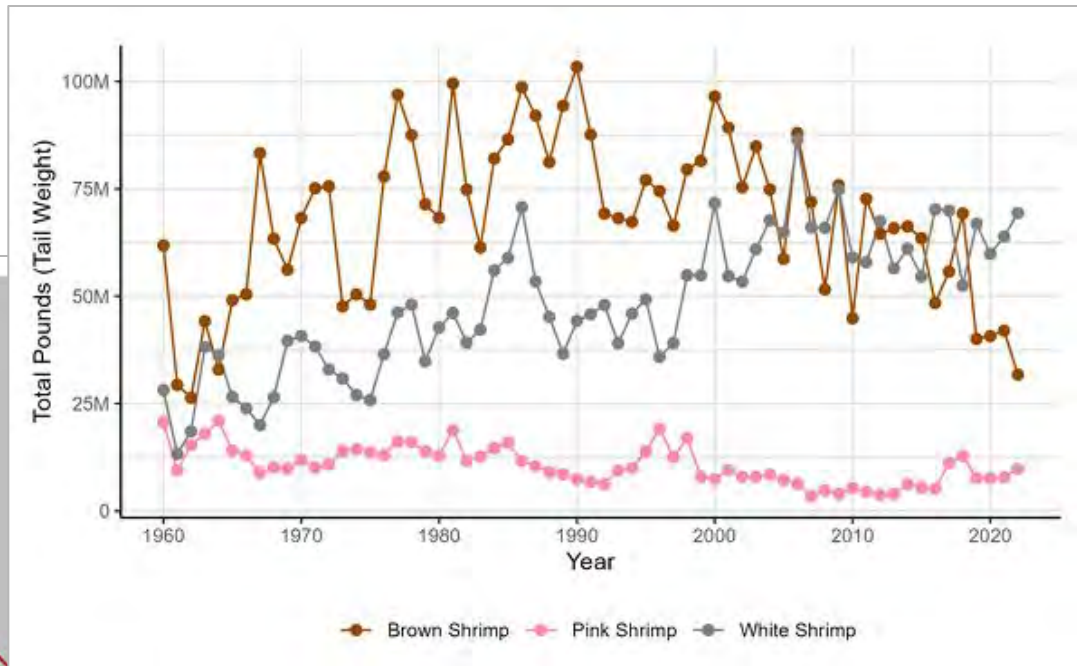 100M
75M
50M
25M
0
Total Pounds (Tail Weight)
1960 1970 1980 1990 2000 2010 2020
Year
Brown Shrimp Pink Shrimp White Shrimp